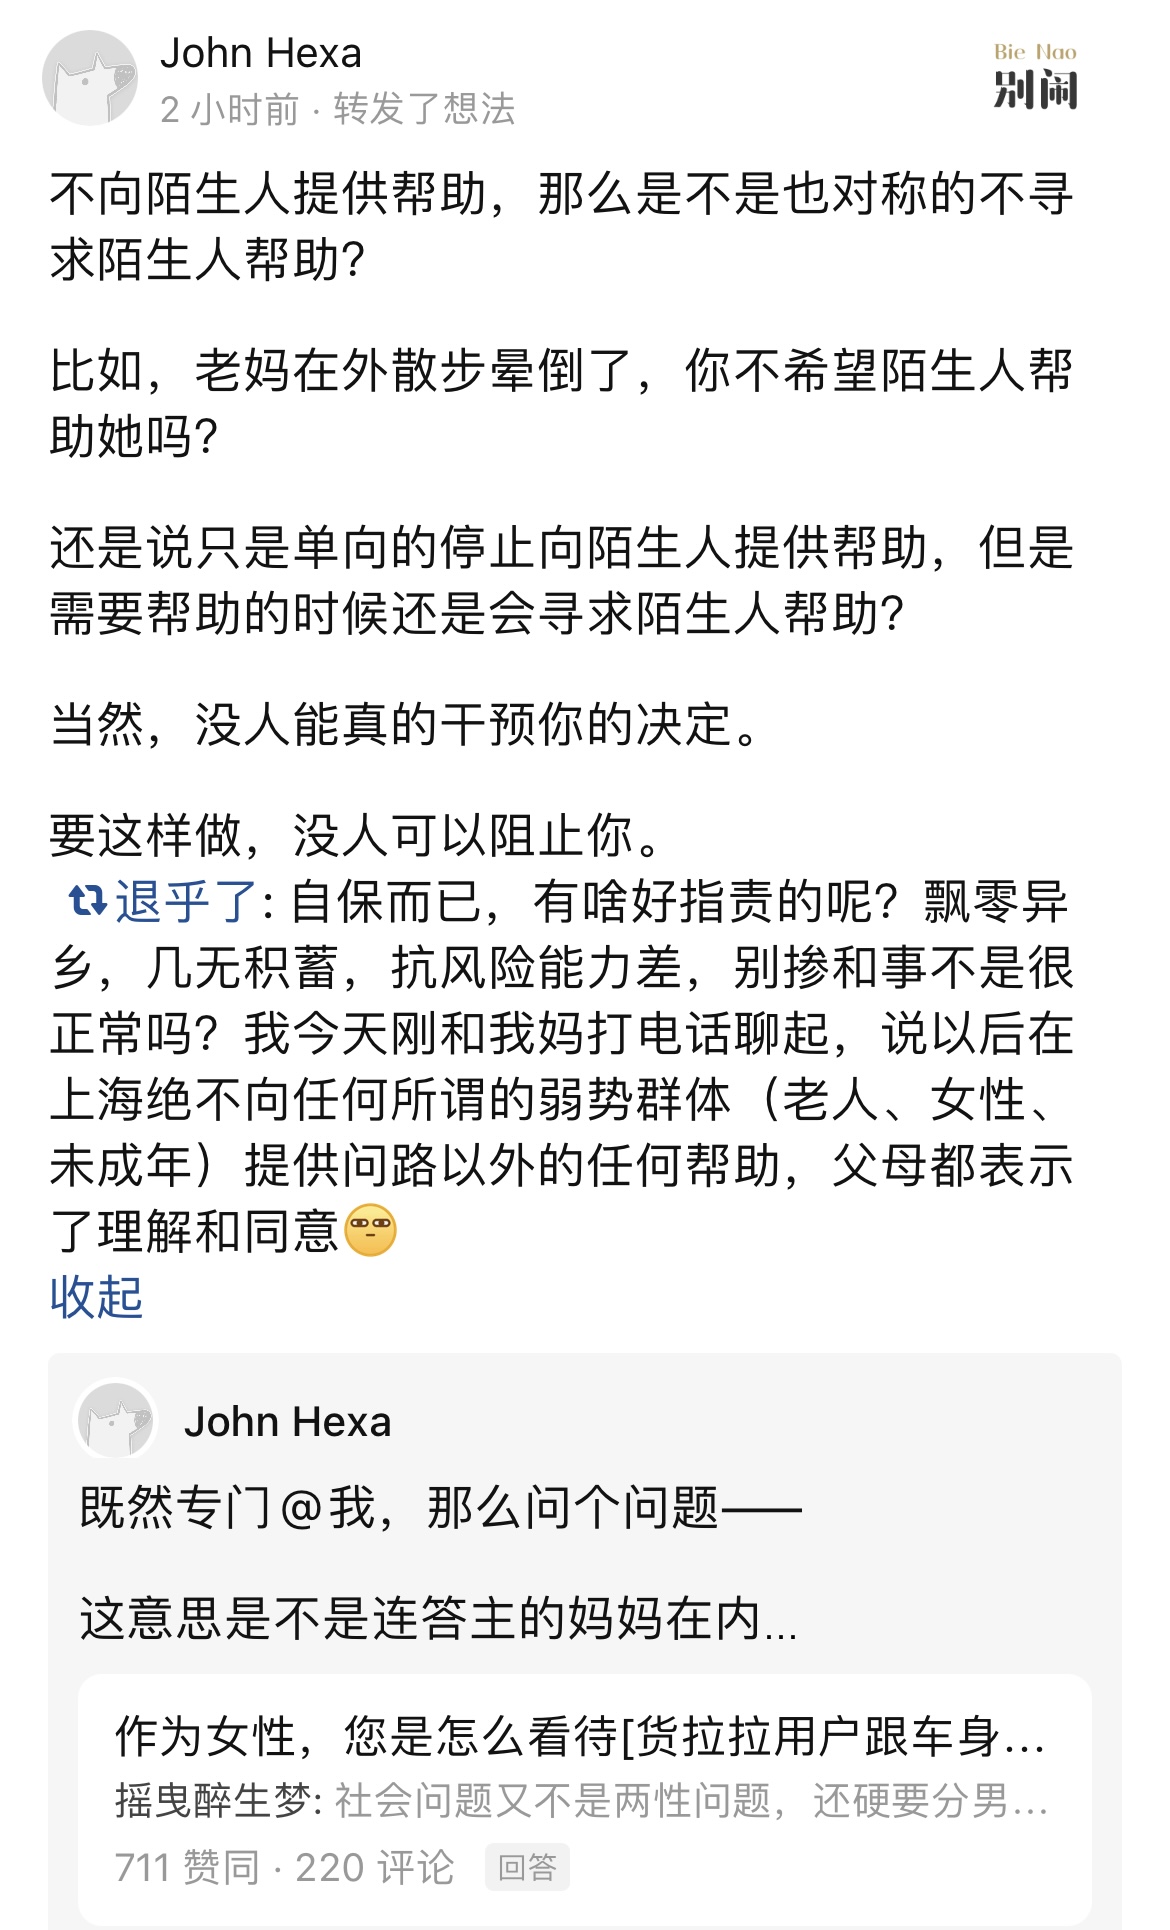 John Hexa
2 小时前 · 转发了想法
Bie Nao
别闹
不向陌生人提供帮助，那么是不是也对称的不寻
求陌生人帮助？
比如，老妈在外散步晕倒了，你不希望陌生人帮
助她吗？
还是说只是单向的停止向陌生人提供帮助，但是
需要帮助的时候还是会寻求陌生人帮助？
当然，没人能真的干预你的决定。
要这样做，没人可以阻止你。
退乎了: 自保而已，有啥好指责的呢？飘零异
乡，几无积蓄，抗风险能力差，别掺和事不是很
正常吗？我今天刚和我妈打电话聊起，说以后在
上海绝不向任何所谓的弱势群体（老人、女性、
未成年）提供问路以外的任何帮助，父母都表示
了理解和同意
收起
John Hexa
既然专门@我，那么问个问题——
这意思是不是连答主的妈妈在内...
作为女性，您是怎么看待[货拉拉用户跟车身...
摇曳醉生梦: 社会问题又不是两性问题，还硬要分男...
711 赞同 · 220 评论 回答